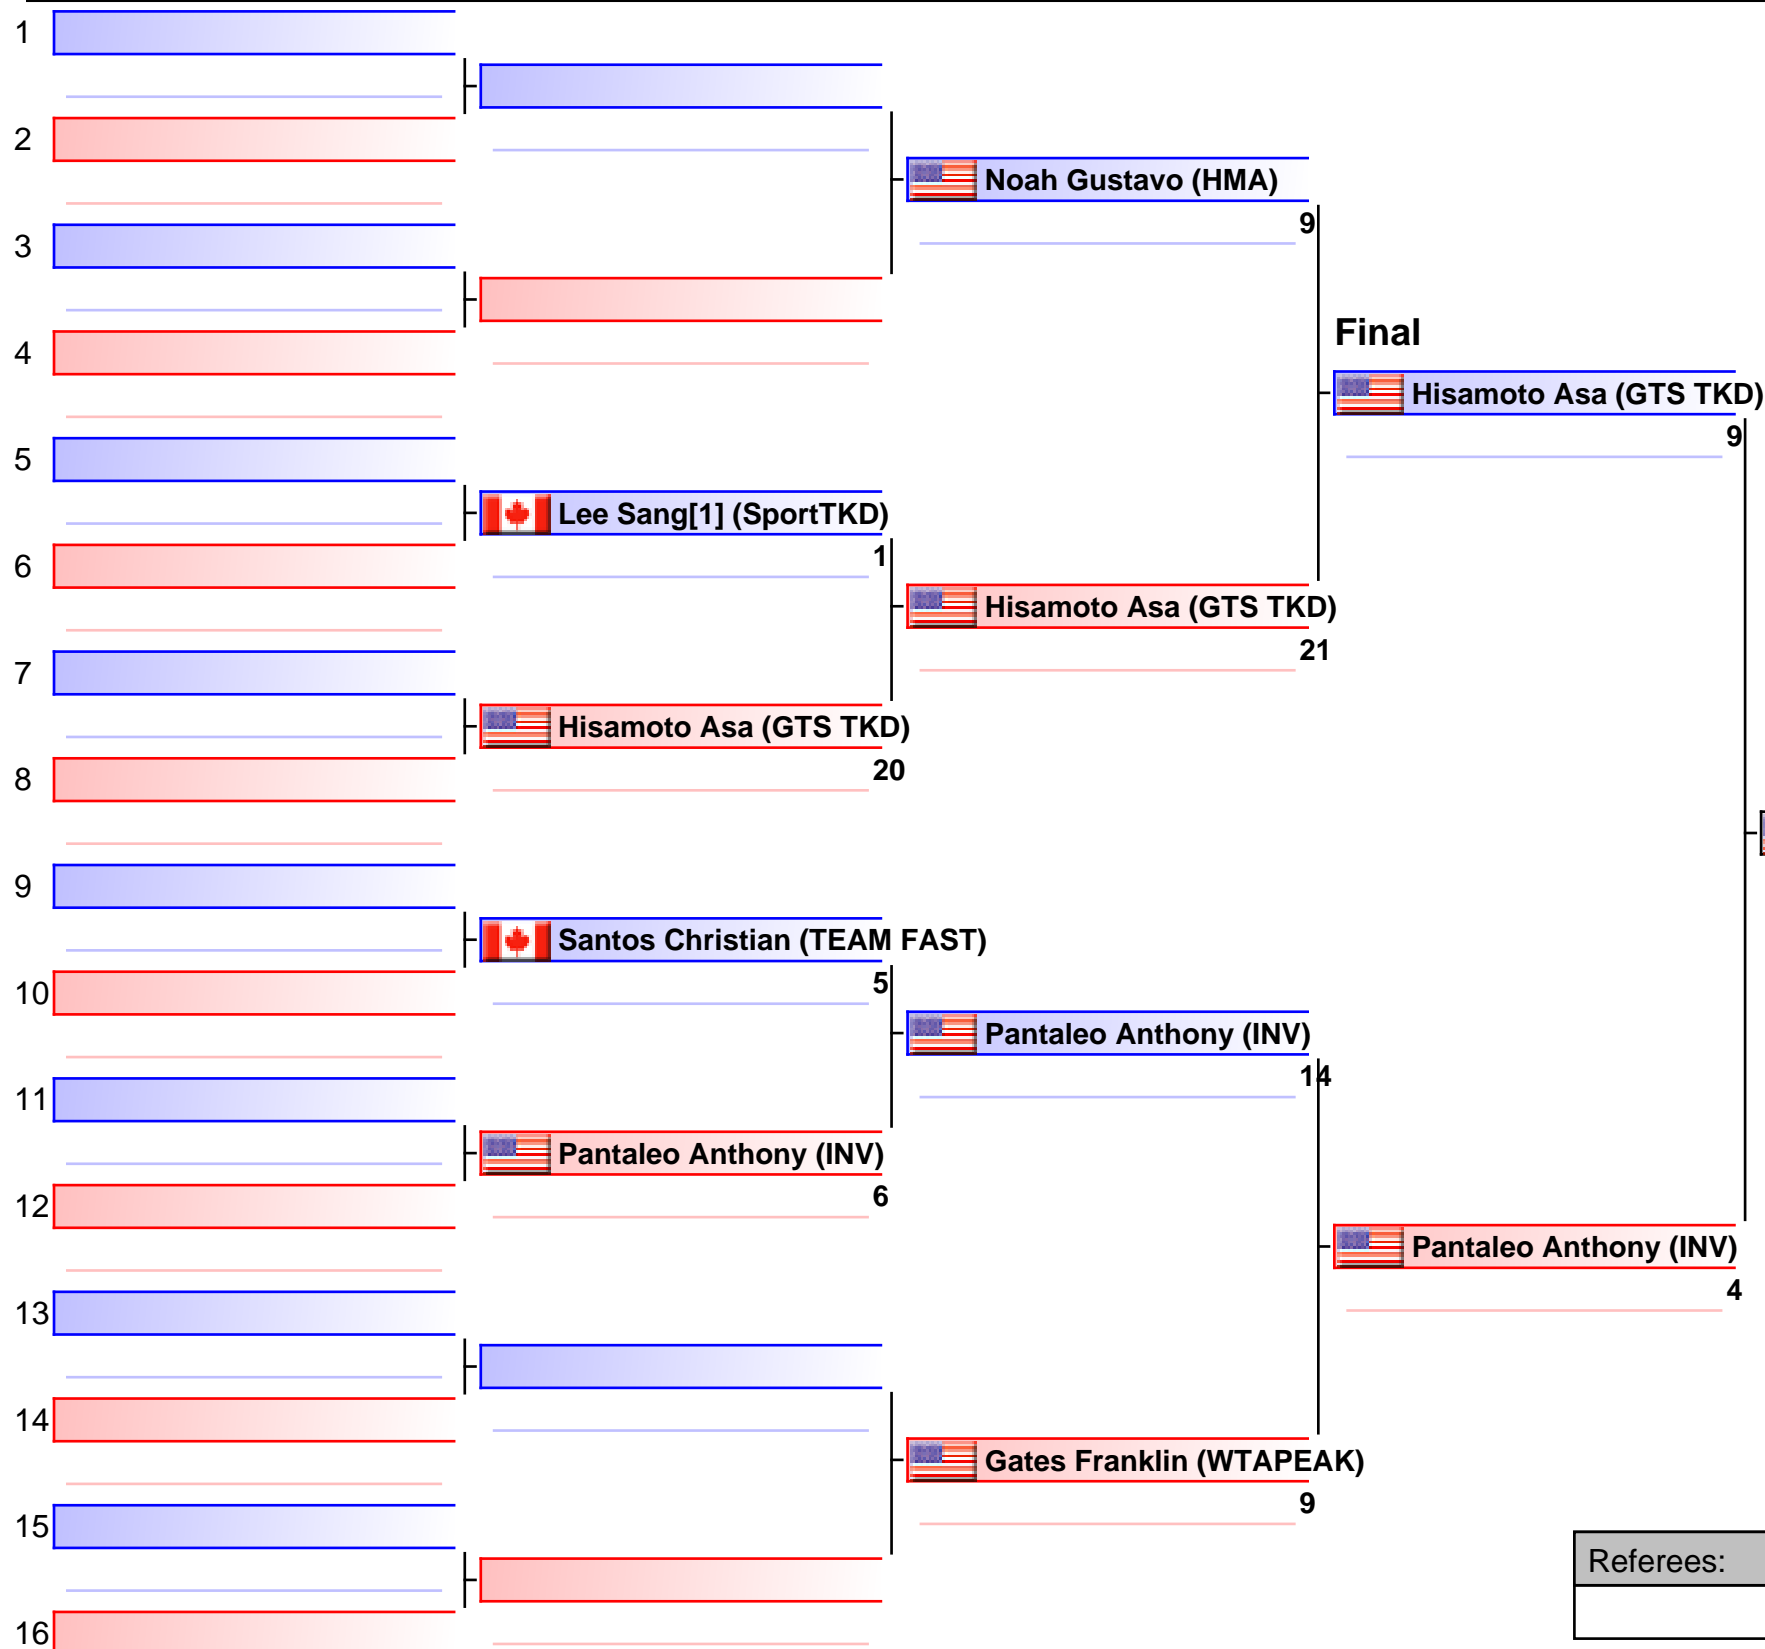 1
2
Noah Gustavo (HMA)
9
3
Final
4
Hisamoto Asa (GTS TKD)
9
5
Lee Sang[1] (SportTKD)
1
6
Hisamoto Asa (GTS TKD)
21
7
Hisamoto Asa (GTS TKD)
20
8
9
Santos Christian (TEAM FAST)
5
10
Pantaleo Anthony (INV)
14
11
Pantaleo Anthony (INV)
6
12
Pantaleo Anthony (INV)
4
13
14
Gates Franklin (WTAPEAK)
9
15
Referees:
16